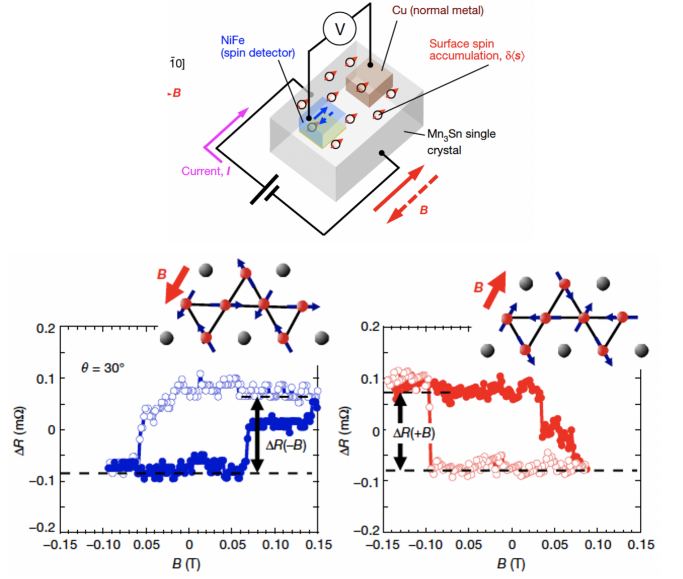 V
Cu (normal metal)
NiFe
(spin detector)
Surface spin
accumulation, δ⟨s⟩
1̄0]
B
Mn3Sn single
crystal
Current, I
B
B
B
0.2
0.1
0
−0.1
−0.2
ΔR (mΩ)
θ = 30°
ΔR(−B)
−0.15
−0.10
−0.05
0
0.05
0.10
0.15
B (T)
0.2
0.1
0
−0.1
−0.2
ΔR (mΩ)
ΔR(+B)
−0.15
−0.10
−0.05
0
0.05
0.10
0.15
B (T)